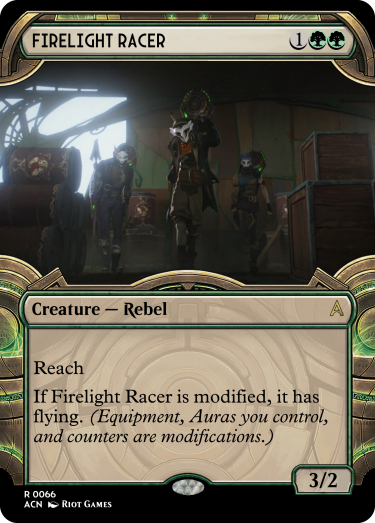 FIRELIGHT RACER 1
Creature — Rebel
Reach
If Firelight Racer is modified, it has
flying. (Equipment, Auras you control,
and counters are modifications.)
3/2
R 0066
ACN Riot Games